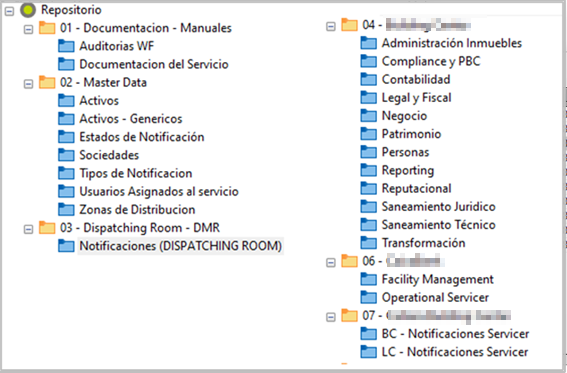 Repositorio
01 - Documentacion - Manuales
Auditorias WF
Documentacion del Servicio
02 - Master Data
Activos
Activos - Genericos
Estados de Notificación
Sociedades
Tipos de Notificacion
Usuarios Asignados al servicio
Zonas de Distribucion
03 - Dispatching Room - DMR
Notificaciones (DISPATCHING ROOM)
04 -
Administración Inmuebles
Compliance y PBC
Contabilidad
Legal y Fiscal
Negocio
Patrimonio
Personas
Reporting
Reputacional
Saneamiento Juridico
Saneamiento Técnico
Transformación
06 -
Facility Management
Operational Servicer
07 -
BC - Notificaciones Servicer
LC - Notificaciones Servicer